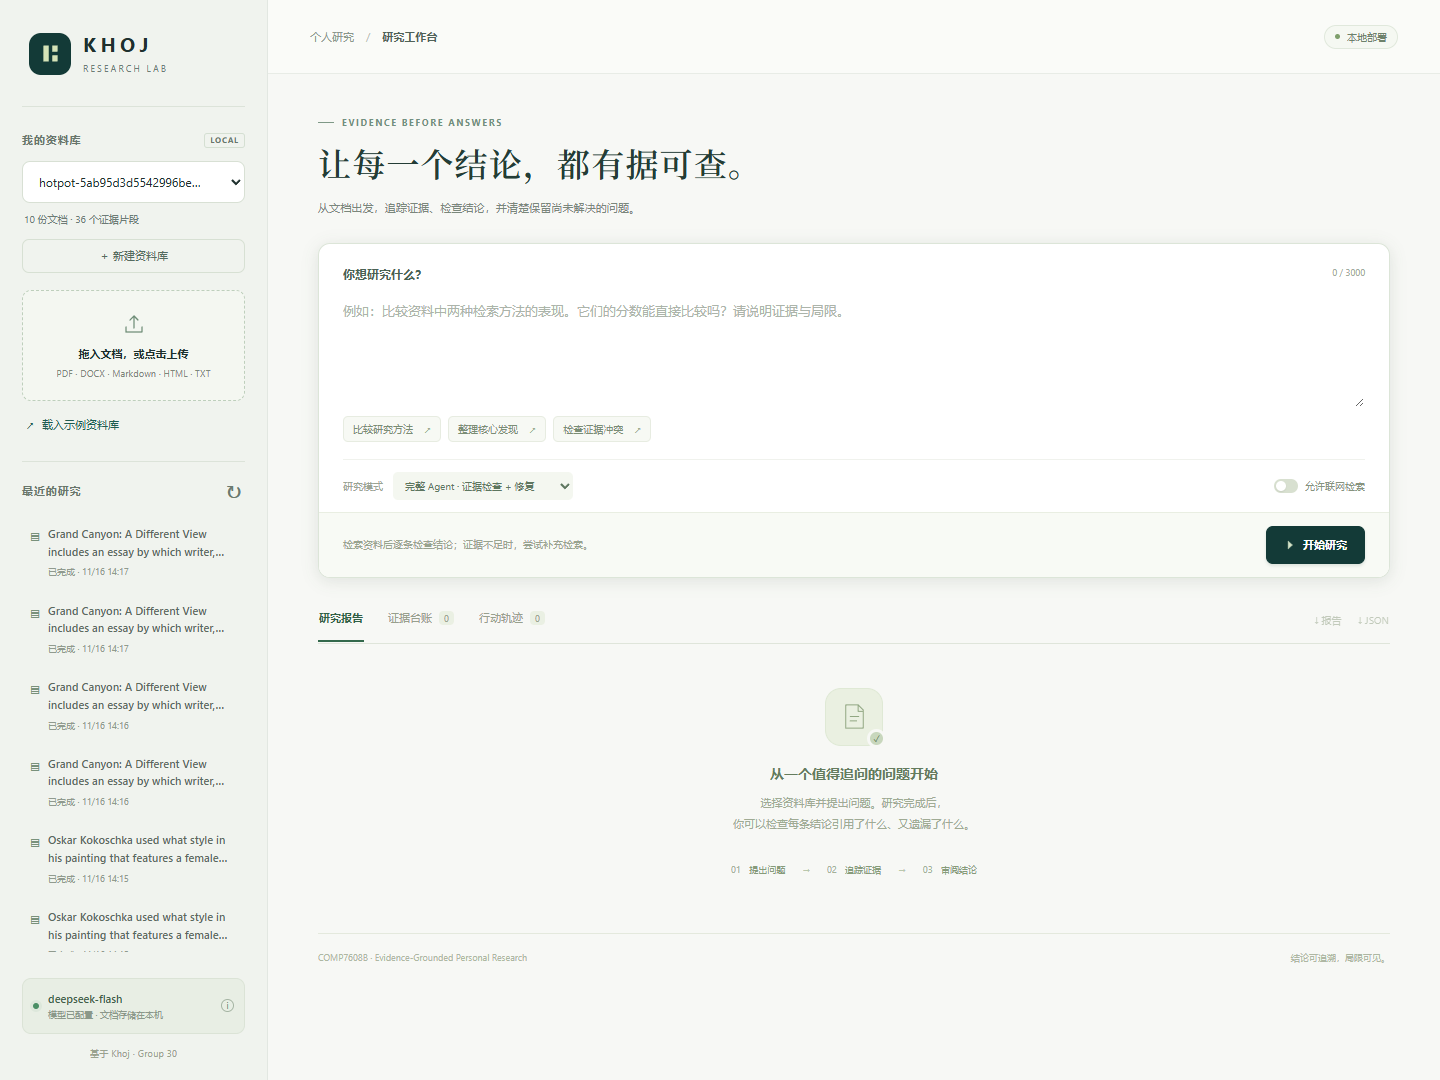 KHOJ
RESEARCH LAB
我的资料库
LOCAL
hotpot-5ab95d3d5542996be...
10 份文档 · 36 个证据片段
+ 新建资料库
拖入文档，或点击上传
PDF · DOCX · Markdown · HTML · TXT
↗ 载入示例资料库
最近的研究
↻
Grand Canyon: A Different View
includes an essay by which writer,...
已完成 · 11/16 14:17
Grand Canyon: A Different View
includes an essay by which writer,...
已完成 · 11/16 14:17
Grand Canyon: A Different View
includes an essay by which writer,...
已完成 · 11/16 14:16
Grand Canyon: A Different View
includes an essay by which writer,...
已完成 · 11/16 14:16
Oskar Kokoschka used what style in
his painting that features a female...
已完成 · 11/16 14:15
Oskar Kokoschka used what style in
his painting that features a female...
deepseek-flash
模型已配置 · 文档存储在本机
基于 Khoj · Group 30
个人研究 / 研究工作台
本地部署
EVIDENCE BEFORE ANSWERS
让每一个结论，都有据可查。
从文档出发，追踪证据、检查结论，并清楚保留尚未解决的问题。
你想研究什么？
0 / 3000
例如：比较资料中两种检索方法的表现。它们的分数能直接比较吗？请说明证据与局限。
比较研究方法 ↗
整理核心发现 ↗
检查证据冲突 ↗
研究模式
完整 Agent · 证据检查 + 修复
允许联网检索
检索资料后逐条检查结论；证据不足时，尝试补充检索。
开始研究
研究报告
证据台账 0
行动轨迹 0
↓ 报告
↓ JSON
从一个值得追问的问题开始
选择资料库并提出问题。研究完成后，
你可以检查每条结论引用了什么、又遗漏了什么。
01 提出问题 → 02 追踪证据 → 03 审阅结论
COMP76088 · Evidence-Grounded Personal Research
结论可追溯，局限可见。